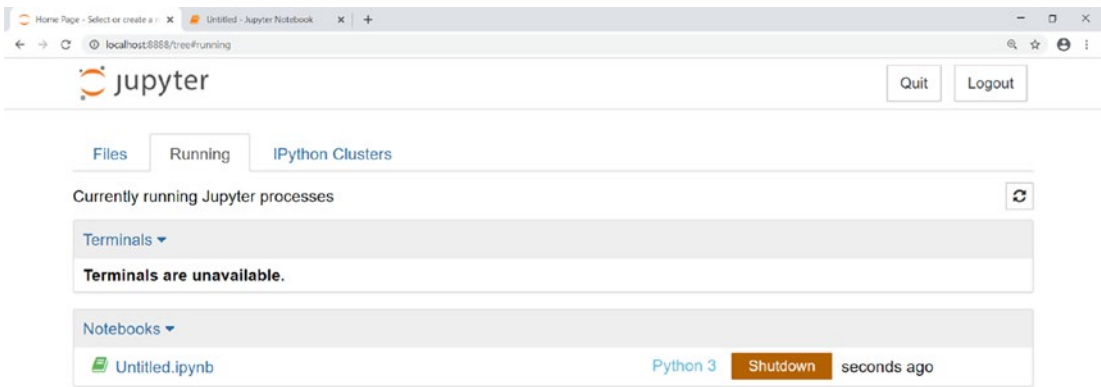 Home Page - Select or create a n
Untitled - Jupyter Notebook
localhost:8888/tree#running
jupyter
Quit
Logout
Files
Running
IPython Clusters
Currently running Jupyter processes
Terminals
Terminals are unavailable.
Notebooks
Untitled.ipynb
Python 3
Shutdown
seconds ago